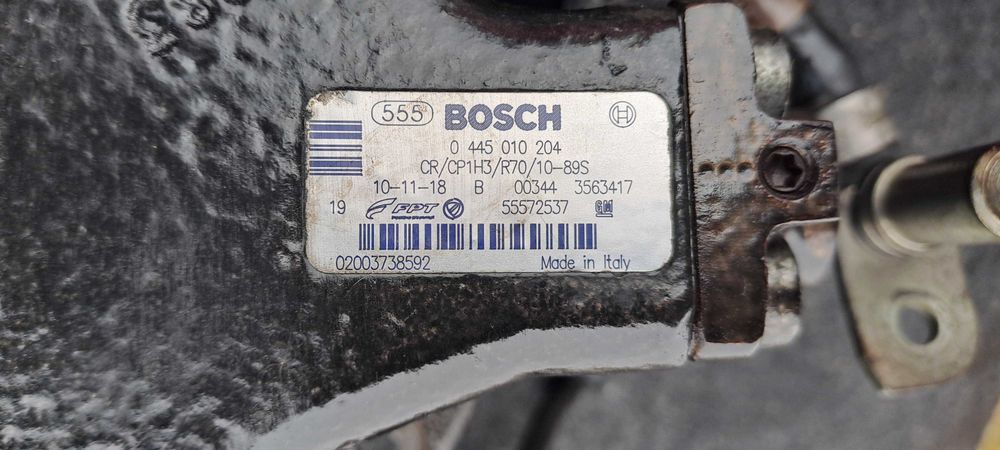 555 BOSCH
0 445 010 204
CR/CP1H3/R70/10-89S
10-11-18 B 00344 3563417
19 FPT 55572537 GM
02003738592 Made in Italy